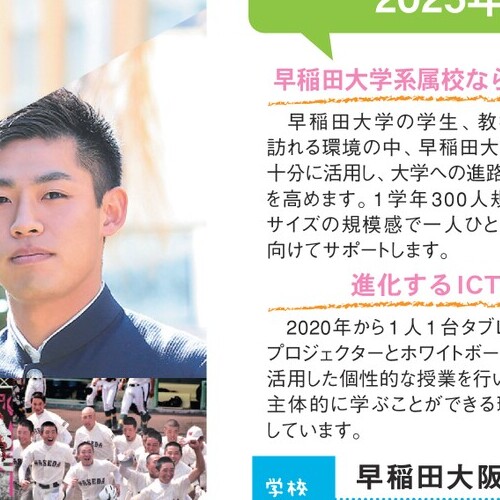 2025年
早稲田大学系属校なら
早稲田大学の学生、教
訪れる環境の中、早稲田大
十分に活用し、大学への進路
を高めます。1学年300人規
サイズの規模感で一人ひと
向けてサポートします。
進化するICT
2020年から1人1台タブレ
プロジェクターとホワイトボー
活用した個性的な授業を行い
主体的に学ぶことができる
しています。
学校
早稲田大阪
WASEDA